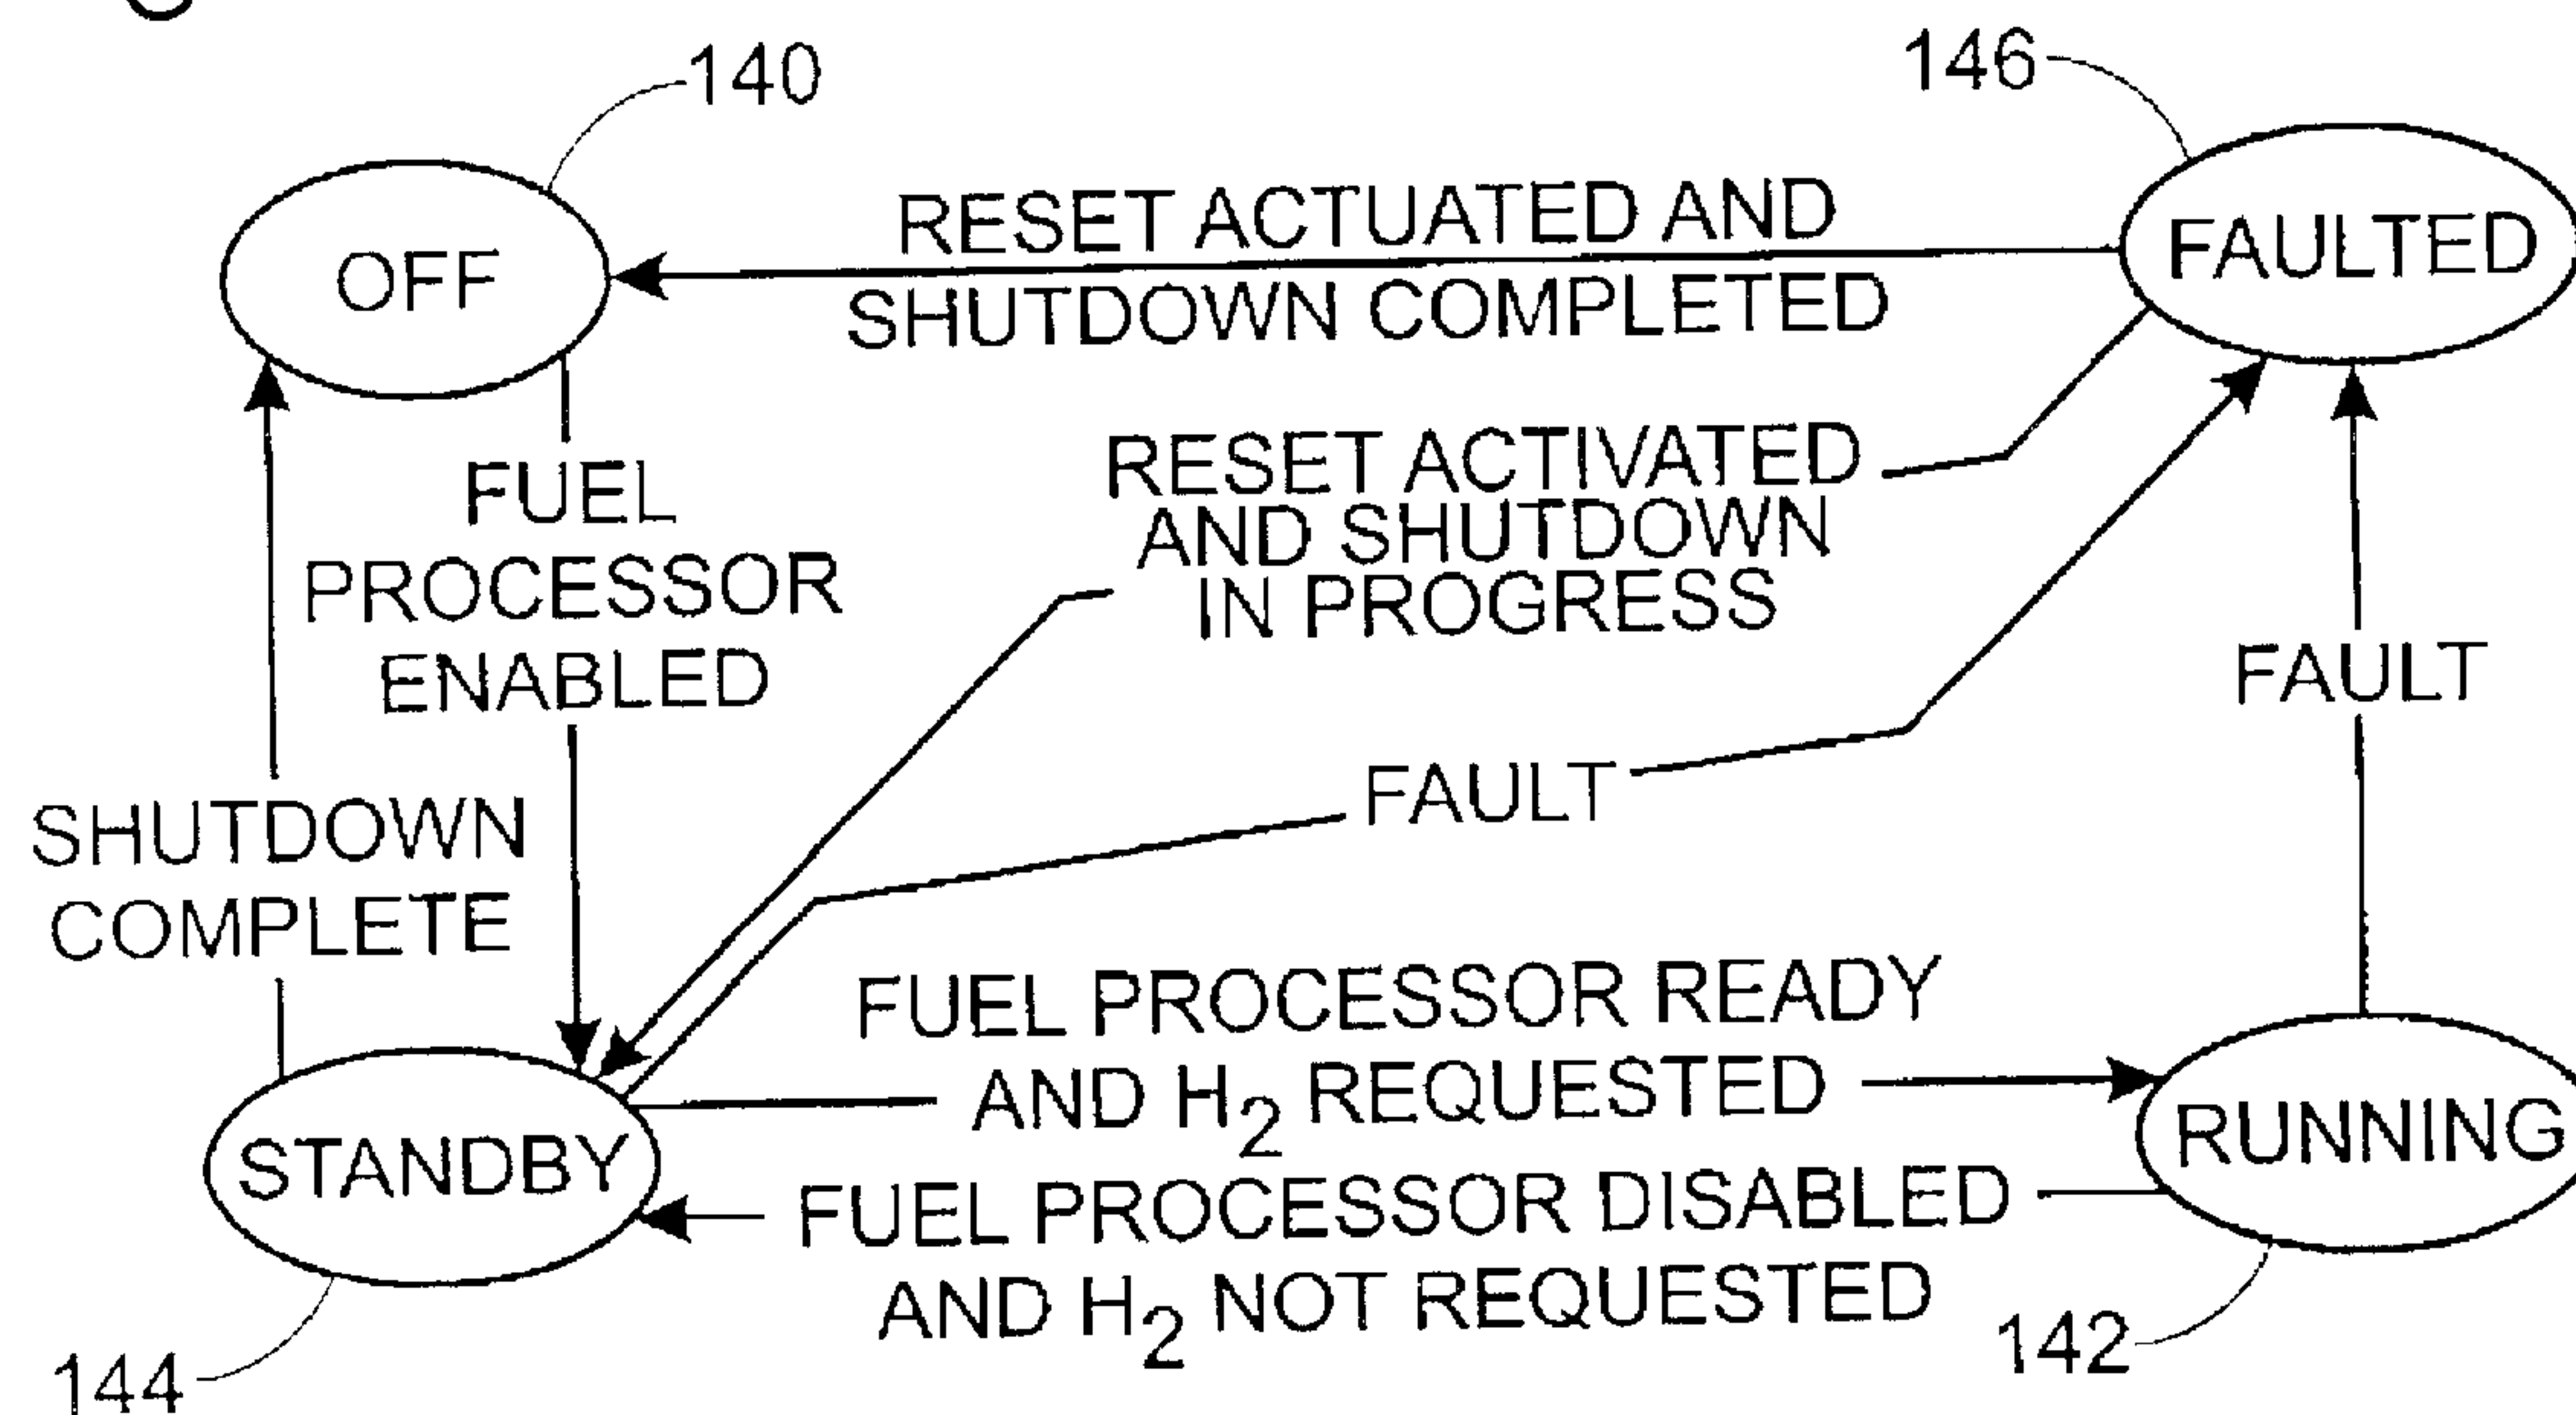 140
146
OFF
FAULTED
RESET ACTUATED AND
SHUTDOWN COMPLETED
FUEL
PROCESSOR
ENABLED
RESET ACTIVATED
AND SHUTDOWN
IN PROGRESS
FAULT
FAULT
SHUTDOWN
COMPLETE
FUEL PROCESSOR READY
AND H₂ REQUESTED
STANDBY
RUNNING
FUEL PROCESSOR DISABLED
AND H₂ NOT REQUESTED
144
142